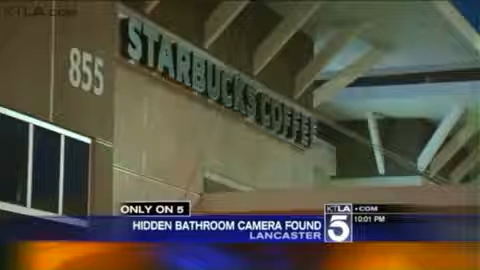 KTLA.COM
STARBUCKS COFFEE
855
ONLY ON 5
HIDDEN BATHROOM CAMERA FOUND
LANCASTER
KTLA.COM
5
10:01 PM